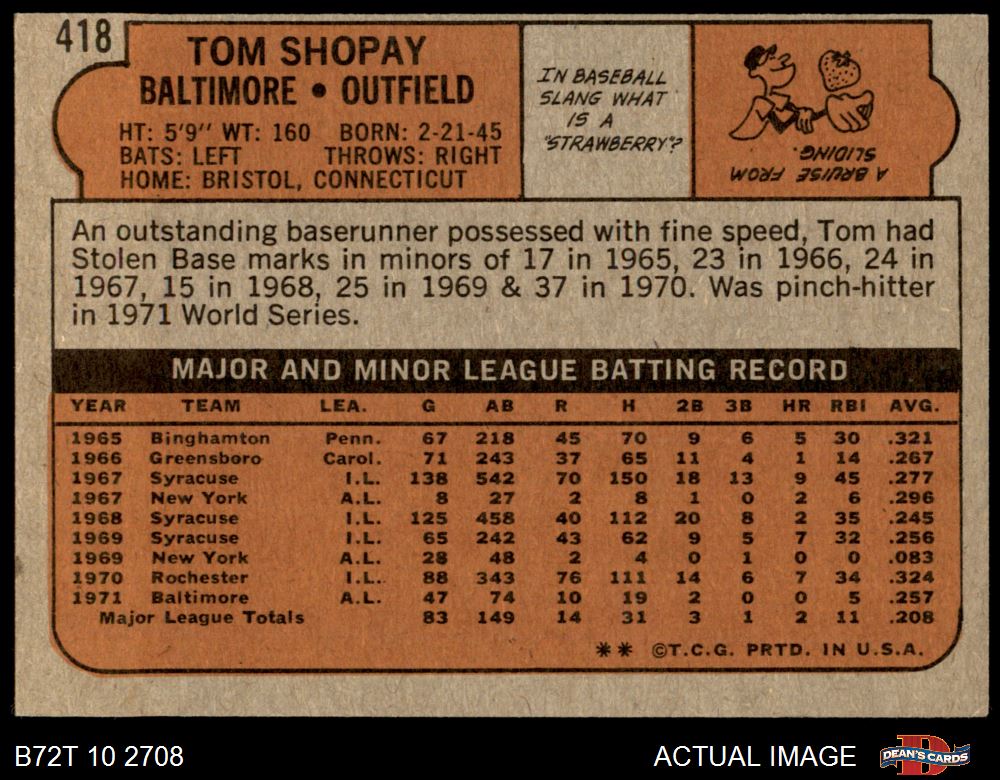 418
TOM SHOPAY
BALTIMORE • OUTFIELD
HT: 5'9" WT: 160 BORN: 2-21-45
BATS: LEFT THROWS: RIGHT
HOME: BRISTOL, CONNECTICUT
IN BASEBALL
SLANG WHAT
IS A
"STRAWBERRY"?
A BRUISE FROM
SLIDING.
An outstanding baserunner possessed with fine speed, Tom had
Stolen Base marks in minors of 17 in 1965, 23 in 1966, 24 in
1967, 15 in 1968, 25 in 1969 & 37 in 1970. Was pinch-hitter
in 1971 World Series.
MAJOR AND MINOR LEAGUE BATTING RECORD
YEAR TEAM LEA. G AB R H 2B 3B HR RBI AVG.
1965 Binghamton Penn. 67 218 45 70 9 6 5 30 .321
1966 Greensboro Carol. 71 243 37 65 11 4 1 14 .267
1967 Syracuse I.L. 138 542 70 150 18 13 9 45 .277
1967 New York A.L. 8 27 2 8 1 0 2 6 .296
1968 Syracuse I.L. 125 458 40 112 20 8 2 35 .245
1969 Syracuse I.L. 65 242 43 62 9 5 7 32 .256
1969 New York A.L. 28 48 2 4 0 1 0 0 .083
1970 Rochester I.L. 88 343 76 111 14 6 7 34 .324
1971 Baltimore A.L. 47 74 10 19 2 0 0 5 .257
Major League Totals 83 149 14 31 3 1 2 11 .208
** ©T.C.G. PRTD. IN U.S.A.
B72T 10 2708
ACTUAL IMAGE
DEAN'S CARDS